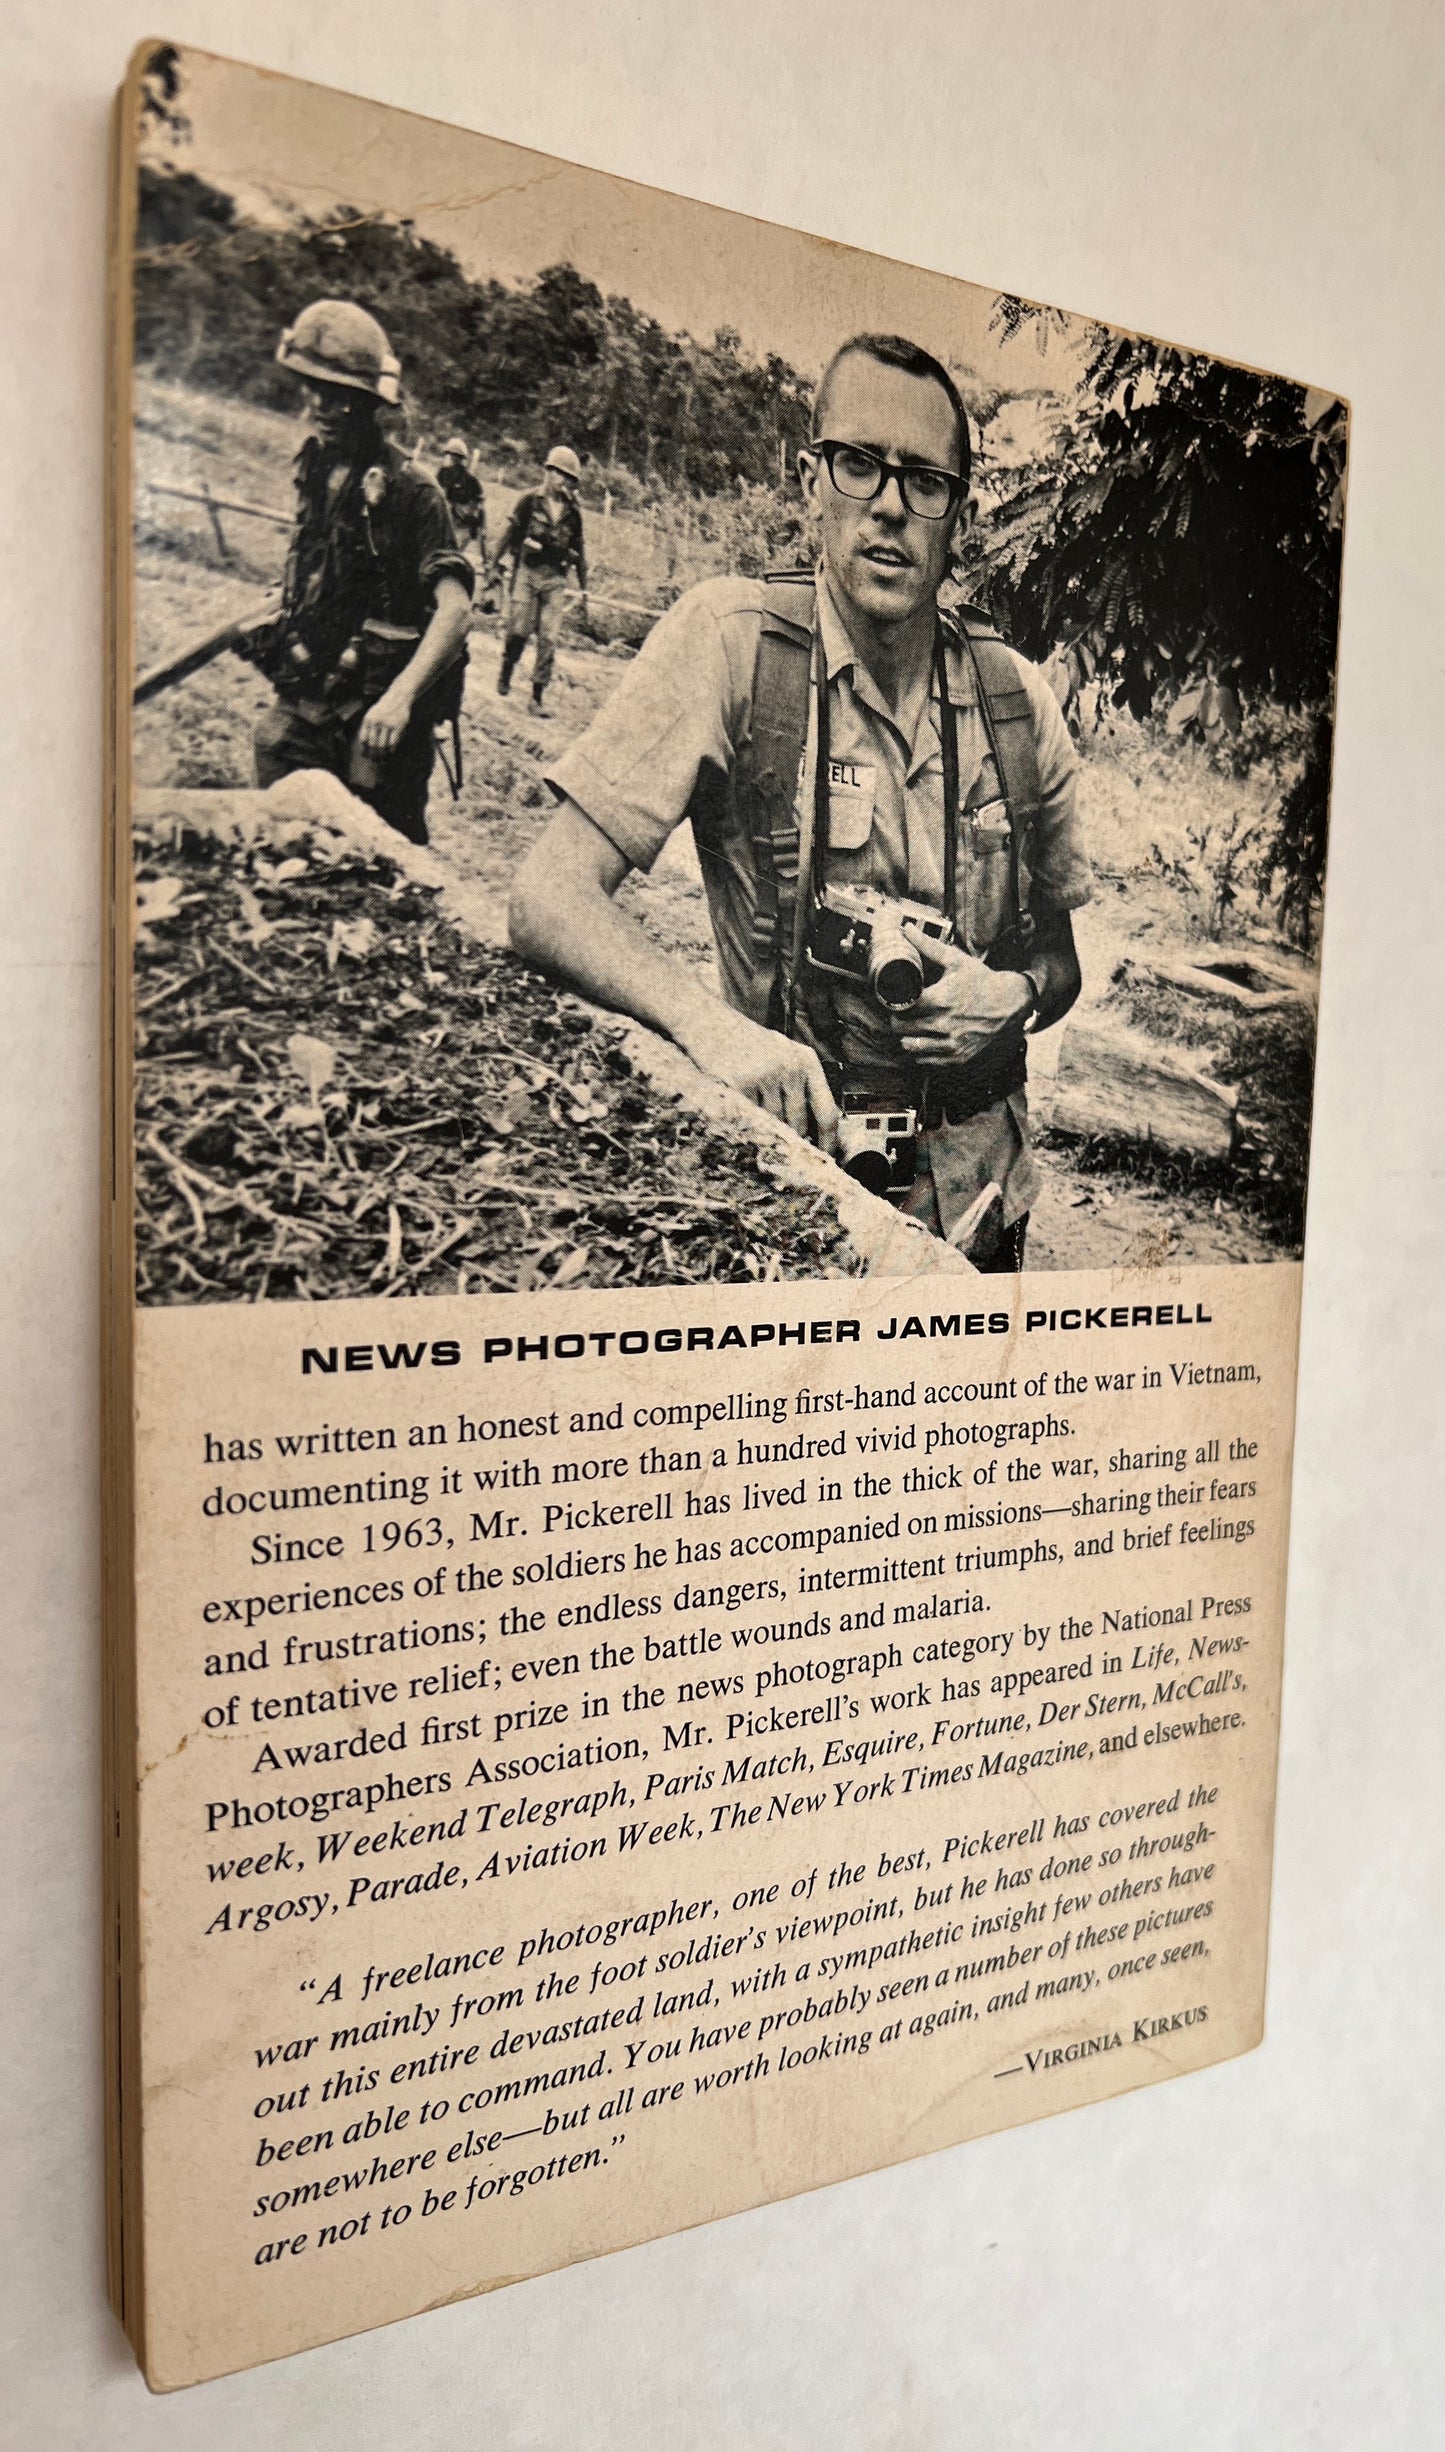 ELL
NEWS PHOTOGRAPHER JAMES PICKERELL
has written an honest and compelling first-hand account of the war in Vietnam,
documenting it with more than a hundred vivid photographs.
Since 1963, Mr. Pickerell has lived in the thick of the war, sharing all the
experiences of the soldiers he has accompanied on missions—sharing their fears
and frustrations; the endless dangers, intermittent triumphs, and brief feelings
of tentative relief; even the battle wounds and malaria.
Awarded first prize in the news photograph category by the National Press
Photographers Association, Mr. Pickerell's work has appeared in Life, News-
week, Weekend Telegraph, Paris Match, Esquire, Fortune, Der Stern, McCall's,
Argosy, Parade, Aviation Week, The New York Times Magazine, and elsewhere.
“A freelance photographer, one of the best, Pickerell has covered the
war mainly from the foot soldier's viewpoint, but he has done so through-
out this entire devastated land, with a sympathetic insight few others have
been able to command. You have probably seen a number of these pictures
somewhere else—but all are worth looking at again, and many, once seen,
are not to be forgotten.”
—VIRGINIA KIRKUS